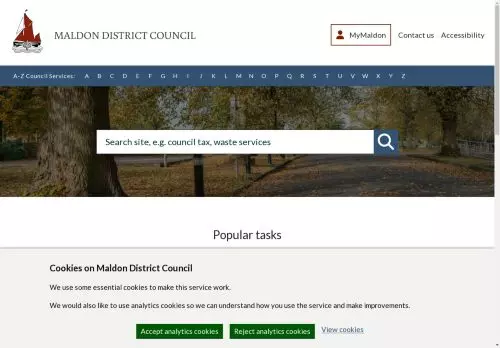 MALDON DISTRICT COUNCIL
MyMaldon
Contact us
Accessibility
A-Z Council Services: A B C D E F G H I J K L M N O P Q R S T U V W X Y Z
Search site, e.g. council tax, waste services
Popular tasks
Cookies on Maldon District Council
We use some essential cookies to make this service work.
We would also like to use analytics cookies so we can understand how you use the service and make improvements.
Accept analytics cookies
Reject analytics cookies
View cookies